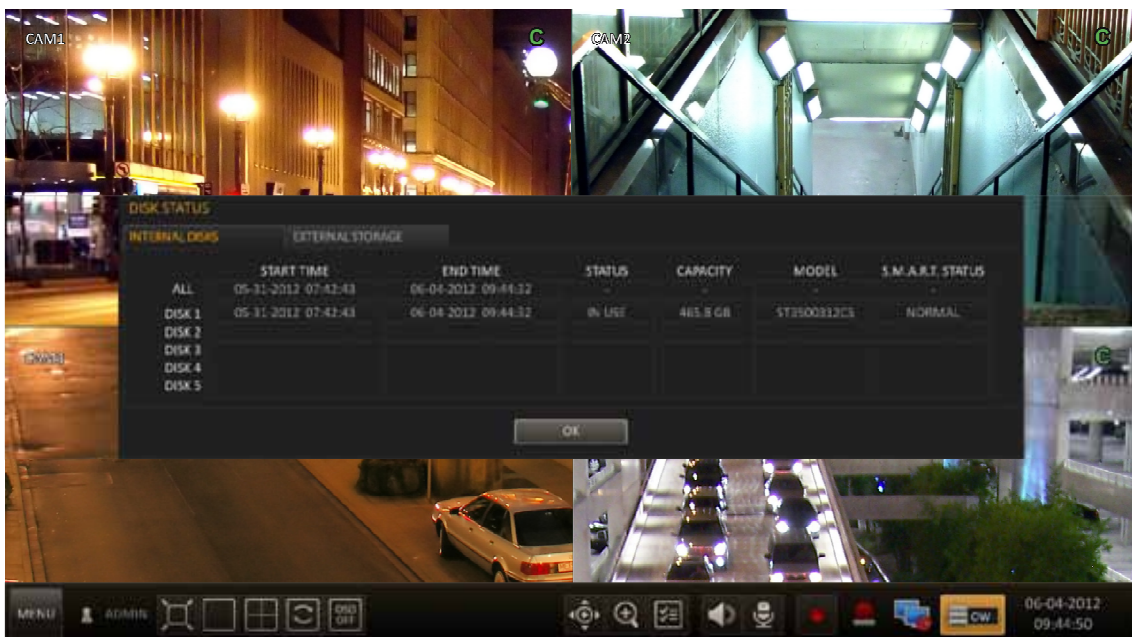 CAM1
C
CAM2
C
DISK STATUS
INTERNAL DISKS
EXTERNAL STORAGE
START TIME END TIME STATUS CAPACITY MODEL S.M.A.R.T. STATUS
ALL 05-31-2012 07:42:43 06-04-2012 09:44:32 - - - -
DISK 1 05-31-2012 07:42:43 06-04-2012 09:44:32 IN USE 465.8 GB ST3500312CS NORMAL
DISK 2
DISK 3
DISK 4
DISK 5
OK
CAM3
C
MENU ADMIN OSD OFF OW 06-04-2012
09:44:50